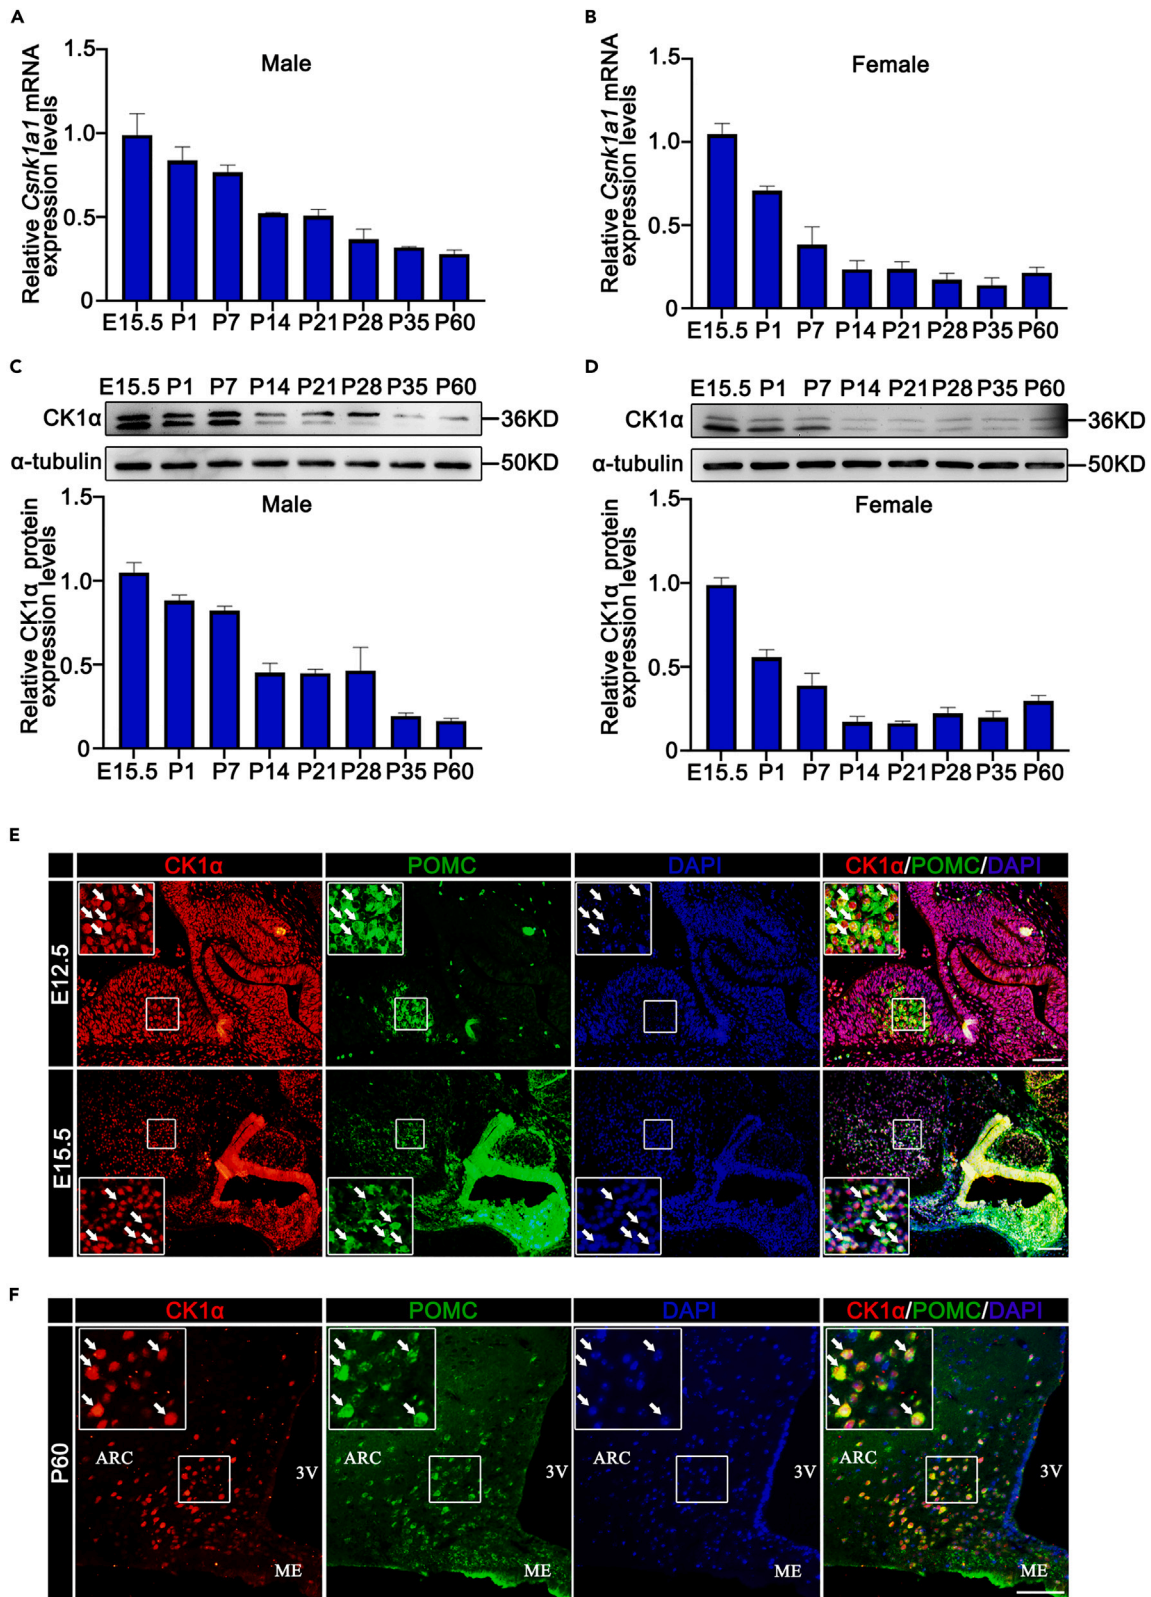 A
Male
Relative Csnk1a1 mRNA
expression levels
1.5
1.0
0.5
0
E15.5 P1 P7 P14 P21 P28 P35 P60
B
Female
Relative Csnk1a1 mRNA
expression levels
1.5
1.0
0.5
0
E15.5 P1 P7 P14 P21 P28 P35 P60
C
E15.5 P1 P7 P14 P21 P28 P35 P60
CK1α 36KD
α-tubulin 50KD
Male
Relative CK1α protein
expression levels
1.5
1.0
0.5
0
E15.5 P1 P7 P14 P21 P28 P35 P60
D
E15.5 P1 P7 P14 P21 P28 P35 P60
CK1α 36KD
α-tubulin 50KD
Female
Relative CK1α protein
expression levels
1.5
1.0
0.5
0
E15.5 P1 P7 P14 P21 P28 P35 P60
E
CK1α POMC DAPI CK1α/POMC/DAPI
E12.5
E15.5
F
CK1α POMC DAPI CK1α/POMC/DAPI
P60
ARC 3V ARC 3V ARC 3V ARC 3V
ME ME ME ME